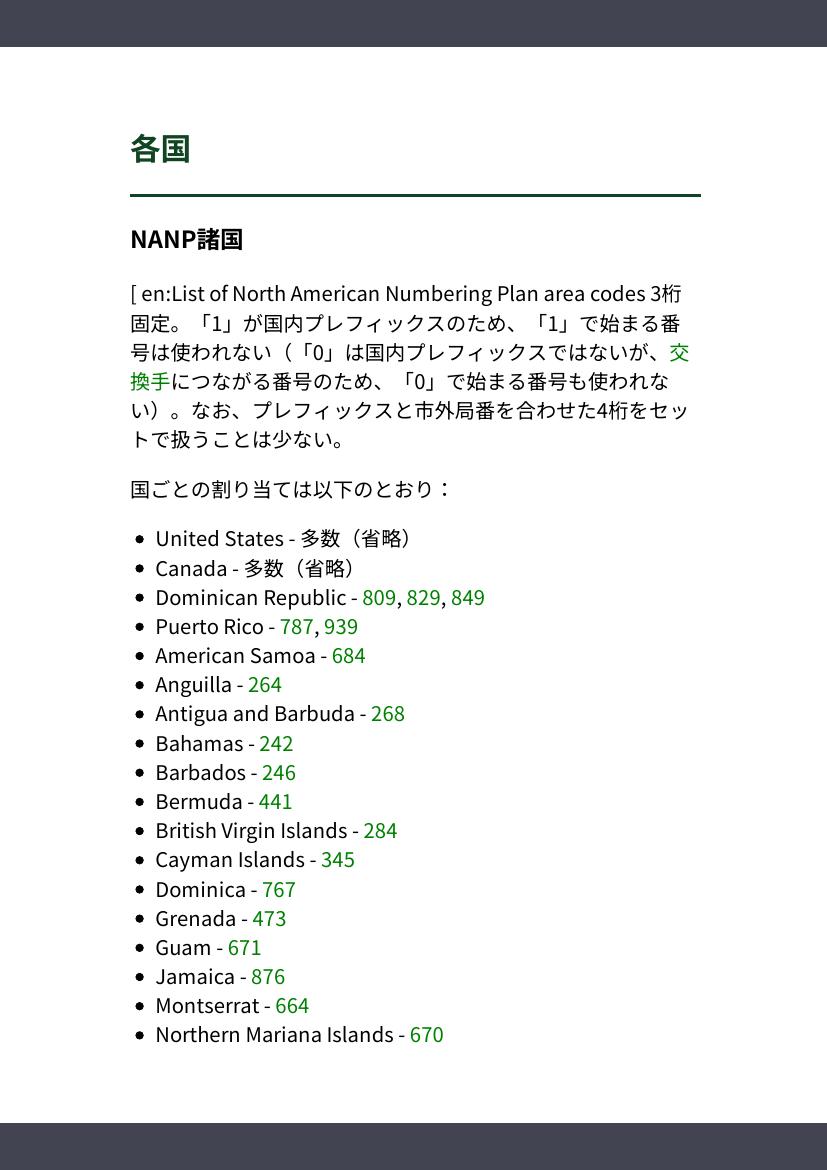 各国
NANP諸国
[ en:List of North American Numbering Plan area codes 3桁
固定。「1」が国内プレフィックスのため、「1」で始まる番
号は使われない（「0」は国内プレフィックスではないが、交
換手につながる番号のため、「0」で始まる番号も使われな
い）。なお、プレフィックスと市外局番を合わせた4桁をセッ
トで扱うことは少ない。
国ごとの割り当ては以下のとおり：
• United States - 多数（省略）
• Canada - 多数（省略）
• Dominican Republic - 809, 829, 849
• Puerto Rico - 787, 939
• American Samoa - 684
• Anguilla - 264
• Antigua and Barbuda - 268
• Bahamas - 242
• Barbados - 246
• Bermuda - 441
• British Virgin Islands - 284
• Cayman Islands - 345
• Dominica - 767
• Grenada - 473
• Guam - 671
• Jamaica - 876
• Montserrat - 664
• Northern Mariana Islands - 670